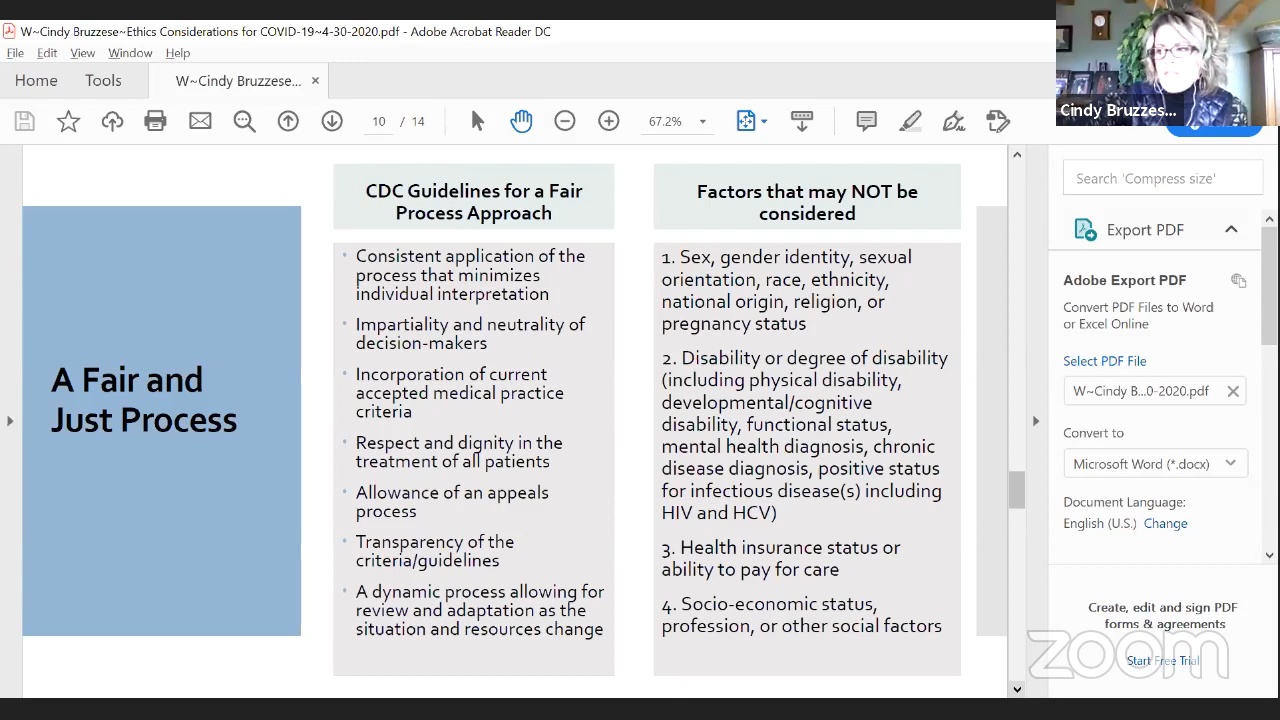 W~Cindy Bruzzese~Ethics Considerations for COVID-19~4-30-2020.pdf - Adobe Acrobat Reader DC
File Edit View Window Help
Home Tools W~Cindy Bruzzese... ×
10 / 14 67.2%
Cindy Bruzzes...
A Fair and
Just Process
CDC Guidelines for a Fair
Process Approach
• Consistent application of the
process that minimizes
individual interpretation
• Impartiality and neutrality of
decision-makers
• Incorporation of current
accepted medical practice
criteria
• Respect and dignity in the
treatment of all patients
• Allowance of an appeals
process
• Transparency of the
criteria/guidelines
• A dynamic process allowing for
review and adaptation as the
situation and resources change
Factors that may NOT be
considered
1. Sex, gender identity, sexual
orientation, race, ethnicity,
national origin, religion, or
pregnancy status
2. Disability or degree of disability
(including physical disability,
developmental/cognitive
disability, functional status,
mental health diagnosis, chronic
disease diagnosis, positive status
for infectious disease(s) including
HIV and HCV)
3. Health insurance status or
ability to pay for care
4. Socio-economic status,
profession, or other social factors
Search 'Compress size'
Export PDF
Adobe Export PDF
Convert PDF Files to Word
or Excel Online
Select PDF File
W~Cindy B...0-2020.pdf
Convert to
Microsoft Word (*.docx)
Document Language:
English (U.S.) Change
Create, edit and sign PDF
forms & agreements
Start Free Trial
zoom